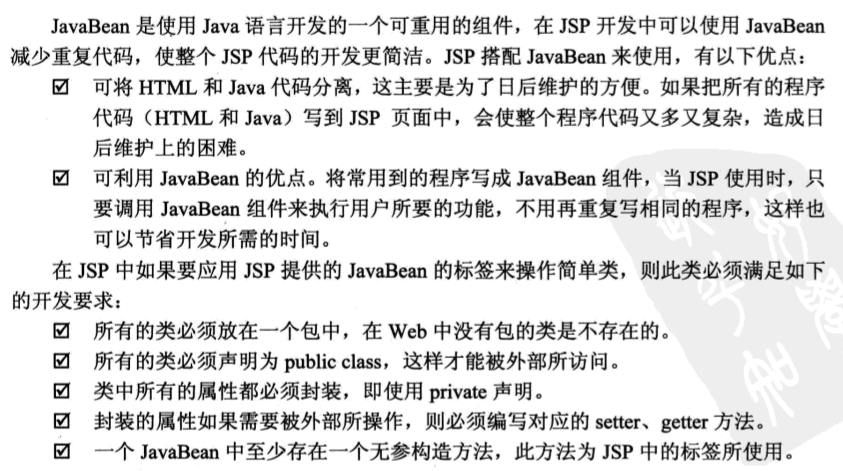 JavaBean 是使用 Java 语言开发的一个可重用的组件，在 JSP 开发中可以使用 JavaBean
减少重复代码，使整个 JSP 代码的开发更简洁。JSP 搭配 JavaBean 来使用，有以下优点：
☑ 可将 HTML 和 Java 代码分离，这主要是为了日后维护的方便。如果把所有的程序
代码（HTML 和 Java）写到 JSP 页面中，会使整个程序代码又多又复杂，造成日
后维护上的困难。
☑ 可利用 JavaBean 的优点。将常用到的程序写成 JavaBean 组件，当 JSP 使用时，只
要调用 JavaBean 组件来执行用户所要的功能，不用再重复写相同的程序，这样也
可以节省开发所需的时间。
在 JSP 中如果要应用 JSP 提供的 JavaBean 的标签来操作简单类，则此类必须满足如下
的开发要求：
☑ 所有的类必须放在一个包中，在 Web 中没有包的类是不存在的。
☑ 所有的类必须声明为 public class，这样才能被外部所访问。
☑ 类中所有的属性都必须封装，即使用 private 声明。
☑ 封装的属性如果需要被外部所操作，则必须编写对应的 setter、getter 方法。
☑ 一个 JavaBean 中至少存在一个无参构造方法，此方法为 JSP 中的标签所使用。